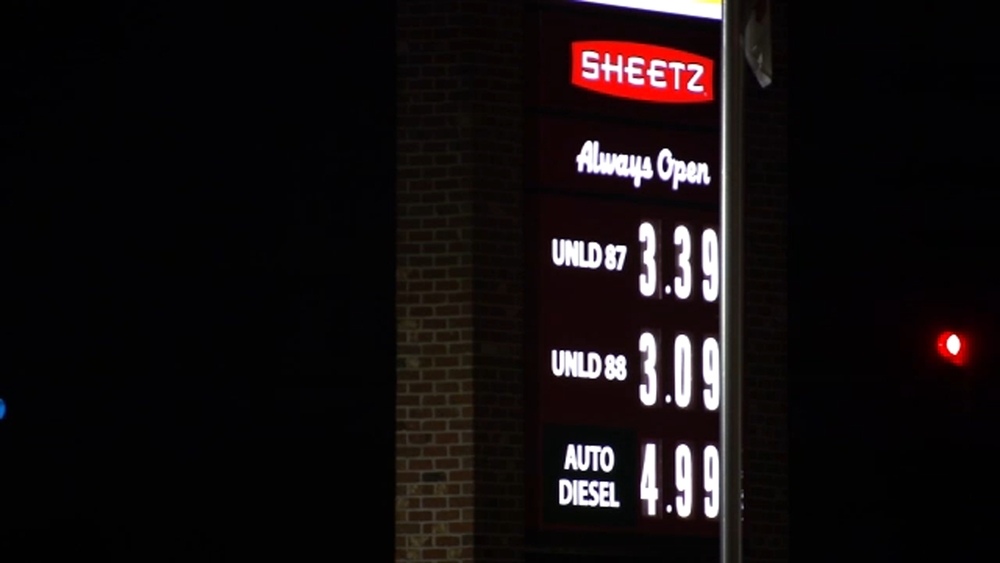 SHEETZ
Always Open
UNLD 87 3.39
UNLD 88 3.09
AUTO
DIESEL 4.99